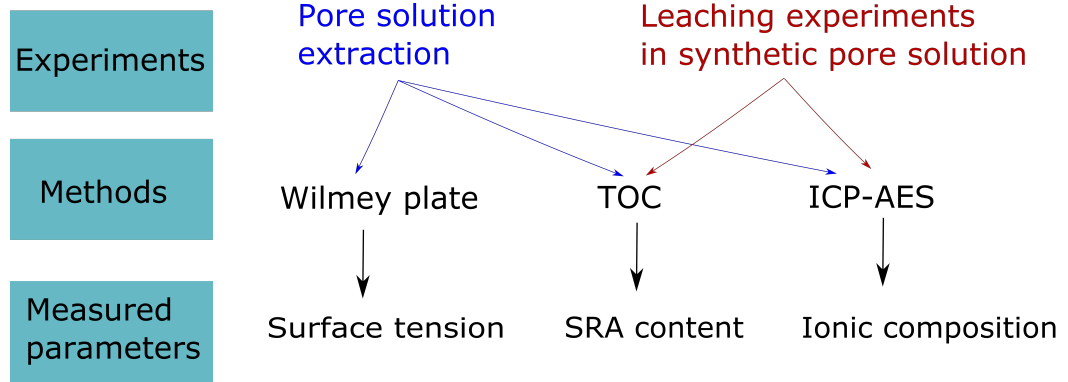 Experiments
Pore solution
extraction
Leaching experiments
in synthetic pore solution
Methods
Wilmey plate
TOC
ICP-AES
Measured
parameters
Surface tension
SRA content
Ionic composition